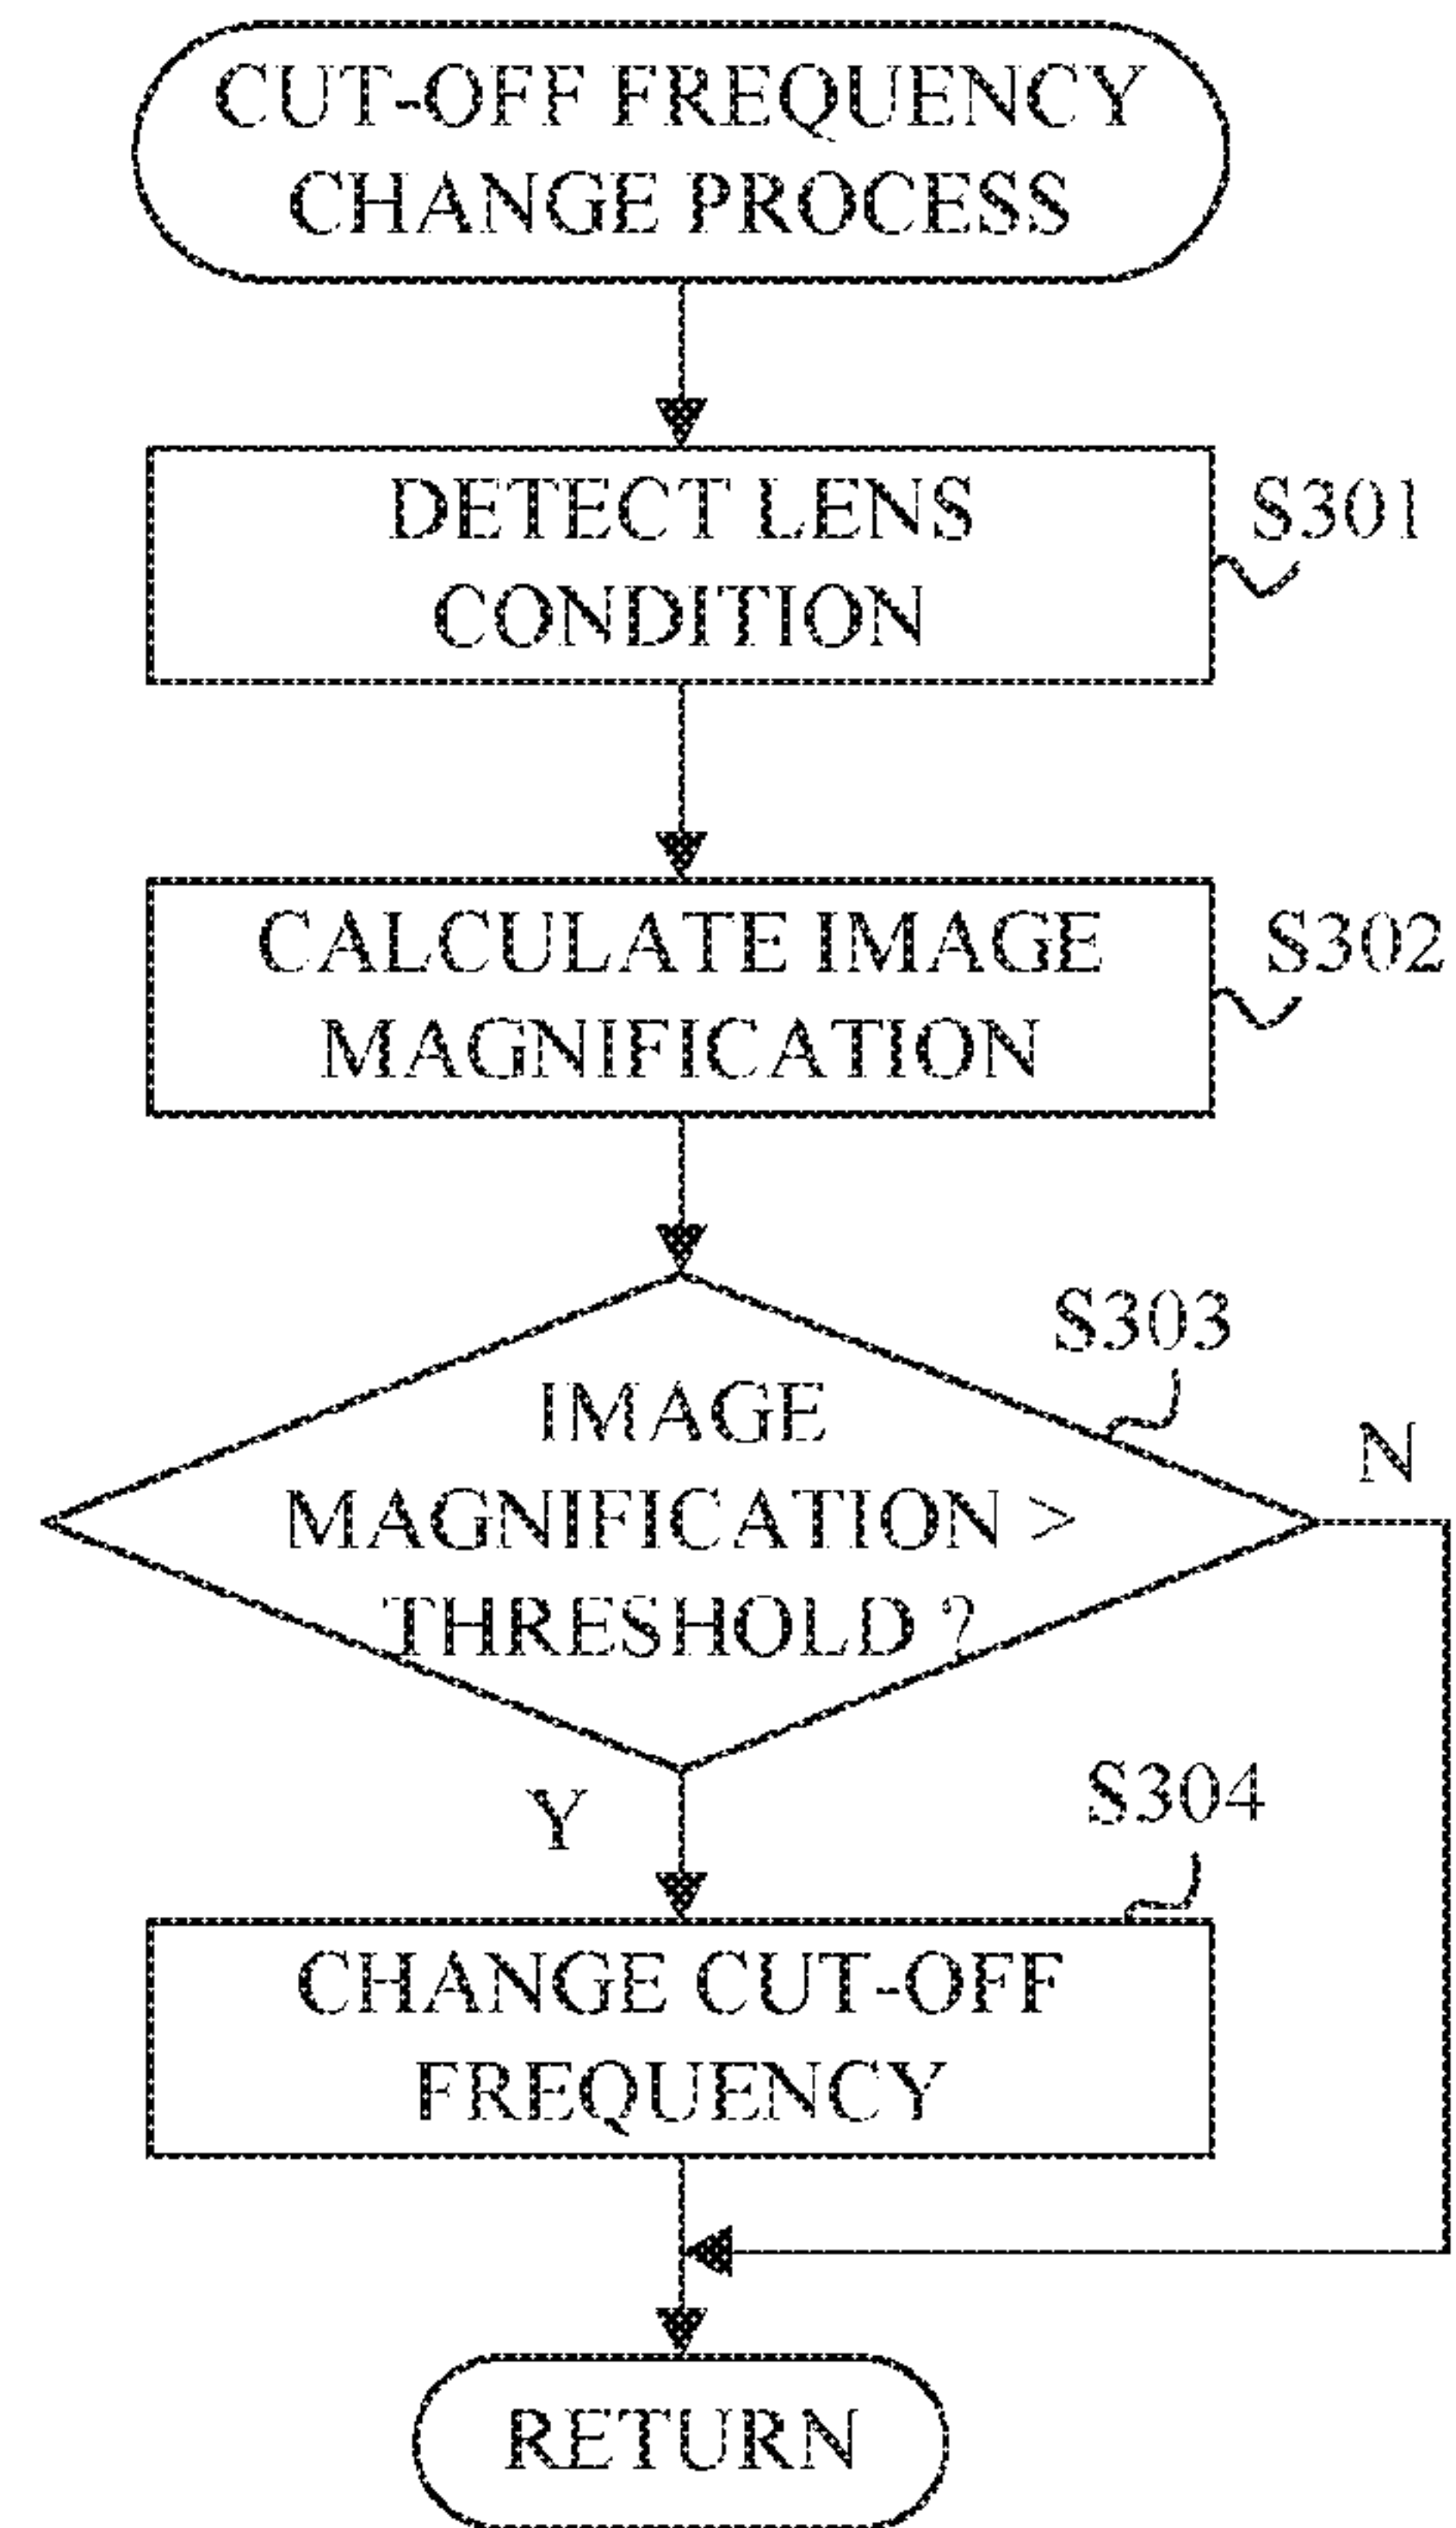 CUT-OFF FREQUENCY
CHANGE PROCESS
DETECT LENS
CONDITION
S301
CALCULATE IMAGE
MAGNIFICATION
S302
S303
IMAGE
MAGNIFICATION >
THRESHOLD ?
N
Y
S304
CHANGE CUT-OFF
FREQUENCY
RETURN